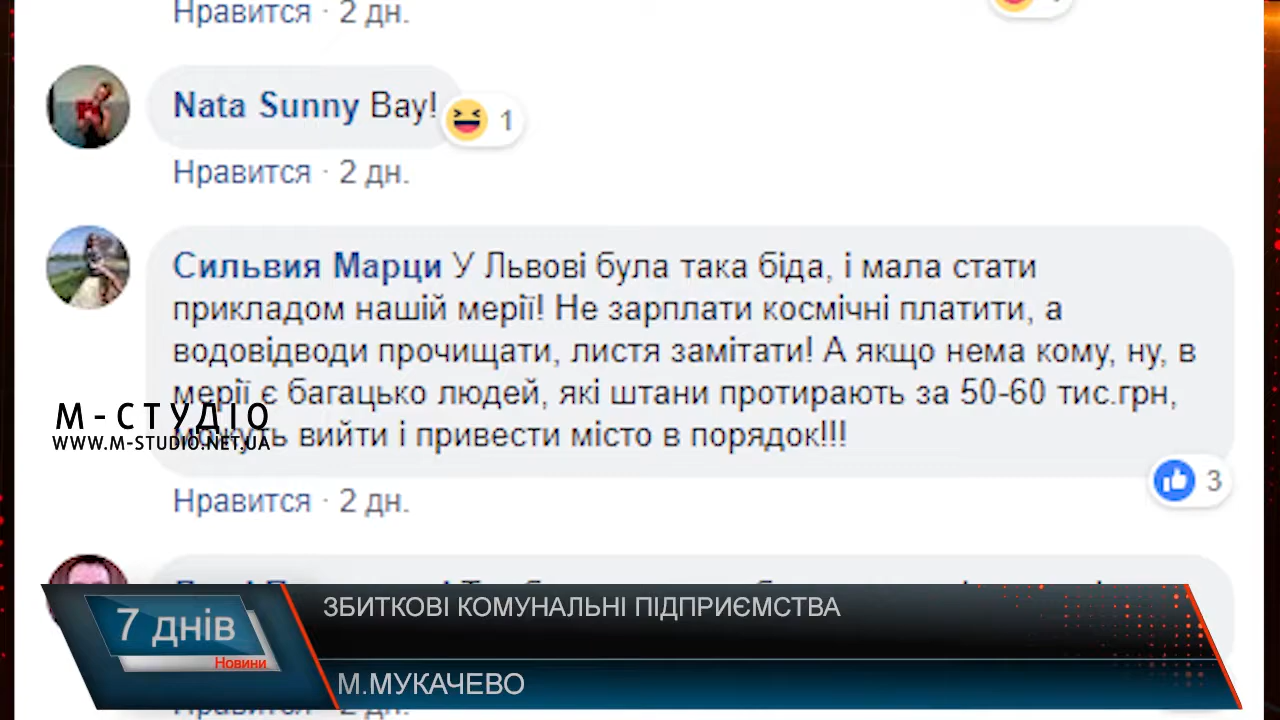 Нравится · 2 дн.
Nata Sunny Вау!
1
Нравится · 2 дн.
Сильвия Марци У Львові була така біда, і мала стати
прикладом нашій мерії! Не зарплати космічні платити, а
водовідводи прочищати, листя замітати! А якщо нема кому, ну, в
мерії є багацько людей, які штани протирають за 50-60 тис.грн,
можуть вийти і привести місто в порядок!!!
М-СТУДІО
WWW.M-STUDIO.NET.UA
3
Нравится · 2 дн.
ЗБИТКОВІ КОМУНАЛЬНІ ПІДПРИЄМСТВА
7 днів
Новини
М.МУКАЧЕВО